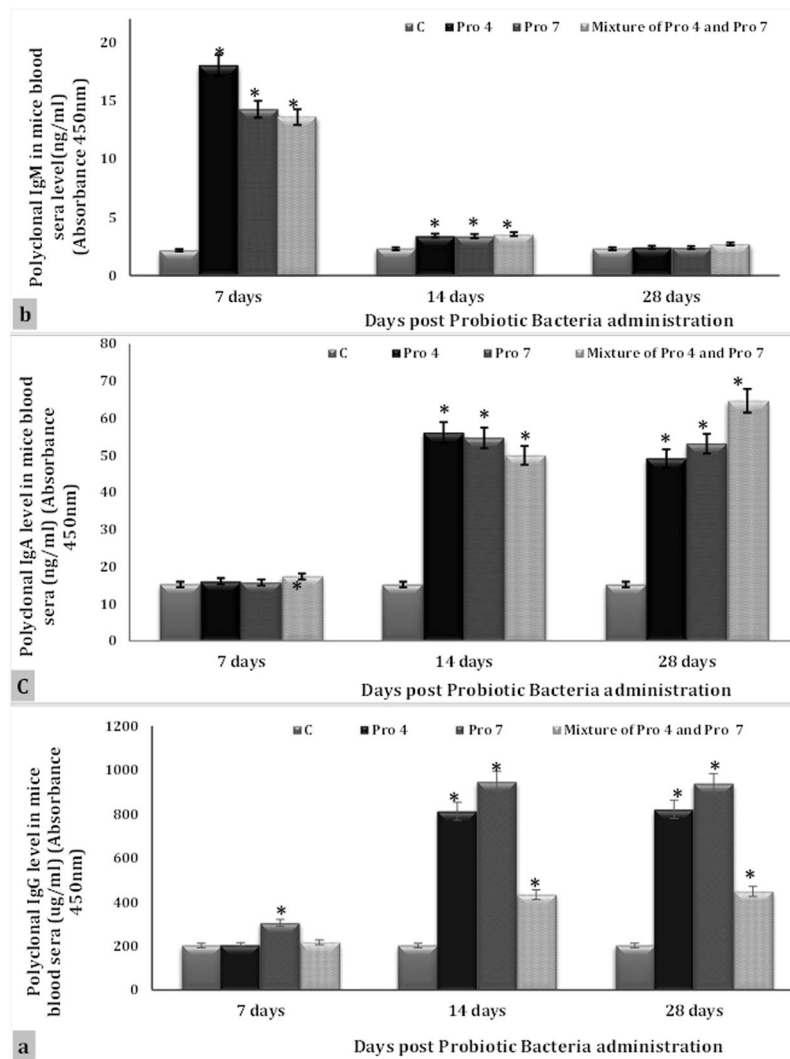 C Pro 4 Pro 7 Mixture of Pro 4 and Pro 7
Polyclonal IgM in mice blood
sera level(ng/ml)
(Absorbance 450nm)
20
15
10
5
0
* * *
* * *
7 days 14 days 28 days
Days post Probiotic Bacteria administration
b
C Pro 4 Pro 7 Mixture of Pro 4 and Pro 7
Polyclonal IgA level in mice blood
sera (ng/ml) (Absorbance
450nm)
80
70
60
50
40
30
20
10
0
*
* * *
* * *
7 days 14 days 28 days
Days post Probiotic Bacteria administration
C
C Pro 4 Pro 7 Mixture of Pro 4 and Pro 7
Polyclonal IgG level in mice
blood sera (ug/ml) (Absorbance
450nm)
1200
1000
800
600
400
200
0
*
* * *
* * *
7 days 14 days 28 days
Days post Probiotic Bacteria administration
a